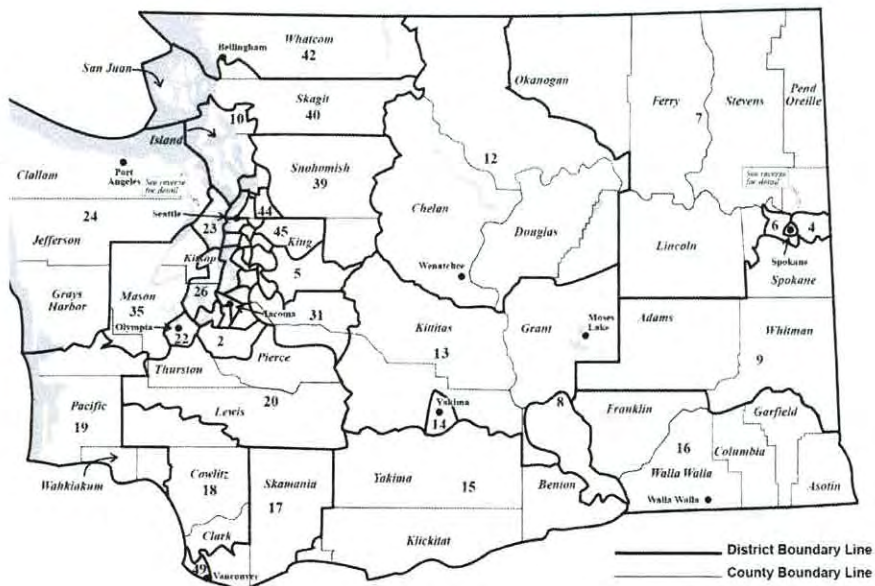 Whatcom
42
Bellingham
San Juan
Skagit
40
10
Island
Okanogan
Ferry
7
Stevens
Pend
Oreille
Snohomish
39
12
Clallam
Port
Angeles
See reverse
for detail
24
Jefferson
Seattle
44
23
45
King
Kitsap
5
Chelan
Douglas
Wenatchee
Lincoln
See reverse
for detail
6
4
Spokane
Spokane
Grays
Harbor
Mason
35
26
Tacoma
31
Olympia
22
2
Pierce
Thurston
Kittitas
13
Grant
Moses
Lake
Adams
Whitman
9
Pacific
19
Lewis
20
Yakima
14
8
Franklin
Garfield
16
Columbia
Walla Walla
Walla Walla
Asotin
Wahkiakum
Cowlitz
18
Skamania
17
Yakima
15
Benton
Clark
49
Vancouver
Klickitat
District Boundary Line
County Boundary Line